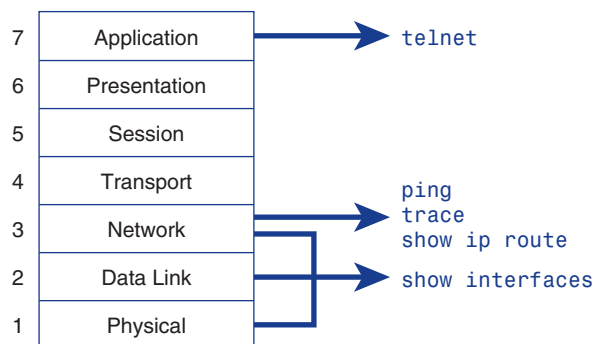 7 Application telnet
6 Presentation
5 Session
4 Transport
ping
trace
3 Network
show ip route
2 Data Link show interfaces
1 Physical